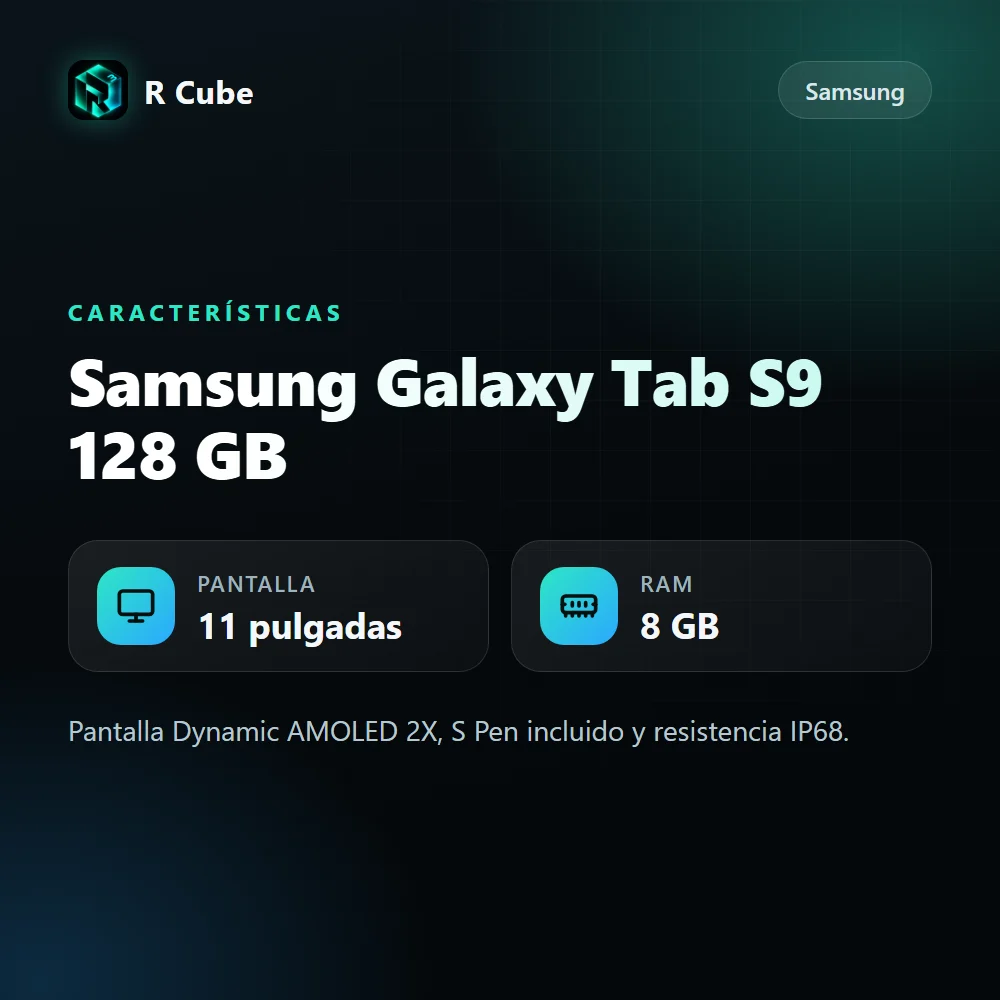 R Cube
Samsung
CARACTERÍSTICAS
Samsung Galaxy Tab S9
128 GB
PANTALLA
11 pulgadas
RAM
8 GB
Pantalla Dynamic AMOLED 2X, S Pen incluido y resistencia IP68.